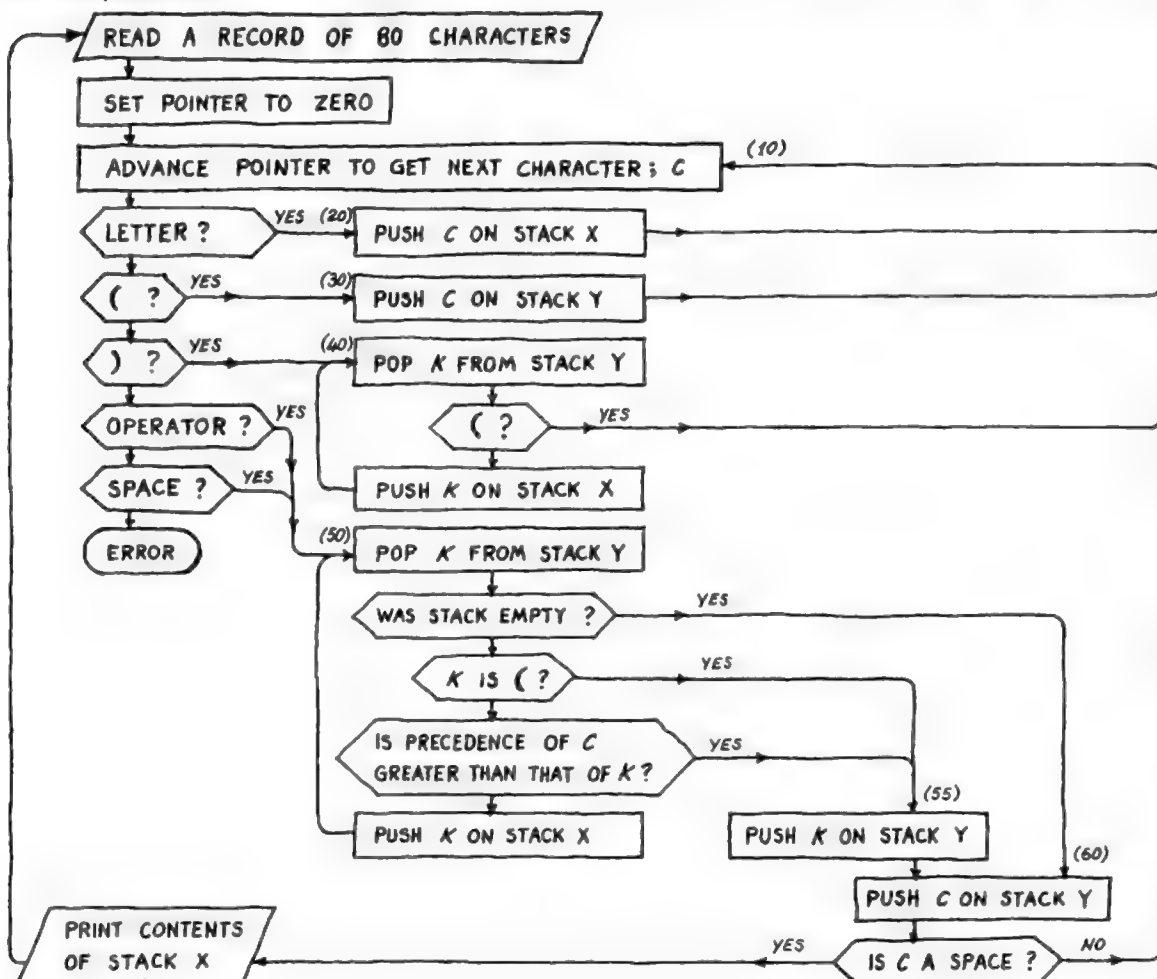 READ A RECORD OF 80 CHARACTERS
SET POINTER TO ZERO
ADVANCE POINTER TO GET NEXT CHARACTER; C
(10)
LETTER ?
YES
(20)
PUSH C ON STACK X
( ?
YES
(30)
PUSH C ON STACK Y
) ?
YES
(40)
POP K FROM STACK Y
( ?
YES
PUSH K ON STACK X
OPERATOR ?
YES
SPACE ?
YES
ERROR
(50)
POP K FROM STACK Y
WAS STACK EMPTY ?
YES
K IS ( ?
YES
IS PRECEDENCE OF C
GREATER THAN THAT OF K ?
YES
PUSH K ON STACK X
(55)
PUSH K ON STACK Y
(60)
PUSH C ON STACK Y
IS C A SPACE ?
YES
NO
PRINT CONTENTS
OF STACK X